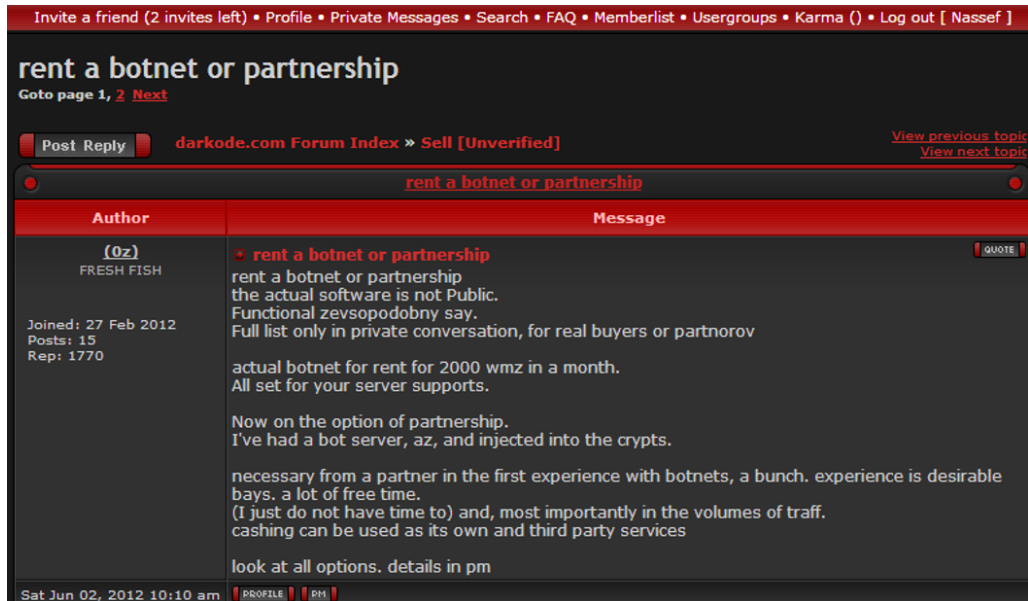 Invite a friend (2 invites left) • Profile • Private Messages • Search • FAQ • Memberlist • Usergroups • Karma () • Log out [ Nassef ]
rent a botnet or partnership
Goto page 1, 2 Next
Post Reply darkode.com Forum Index » Sell [Unverified] View previous topic
View next topic
rent a botnet or partnership
Author Message
(0z)
FRESH FISH
Joined: 27 Feb 2012
Posts: 15
Rep: 1770
rent a botnet or partnership QUOTE
rent a botnet or partnership
the actual software is not Public.
Functional zevsopodobny say.
Full list only in private conversation, for real buyers or partnorov
actual botnet for rent for 2000 wmz in a month.
All set for your server supports.
Now on the option of partnership.
I've had a bot server, az, and injected into the crypts.
necessary from a partner in the first experience with botnets, a bunch. experience is desirable
bays. a lot of free time.
(I just do not have time to) and, most importantly in the volumes of traff.
cashing can be used as its own and third party services
look at all options. details in pm
Sat Jun 02, 2012 10:10 am PROFILE PM